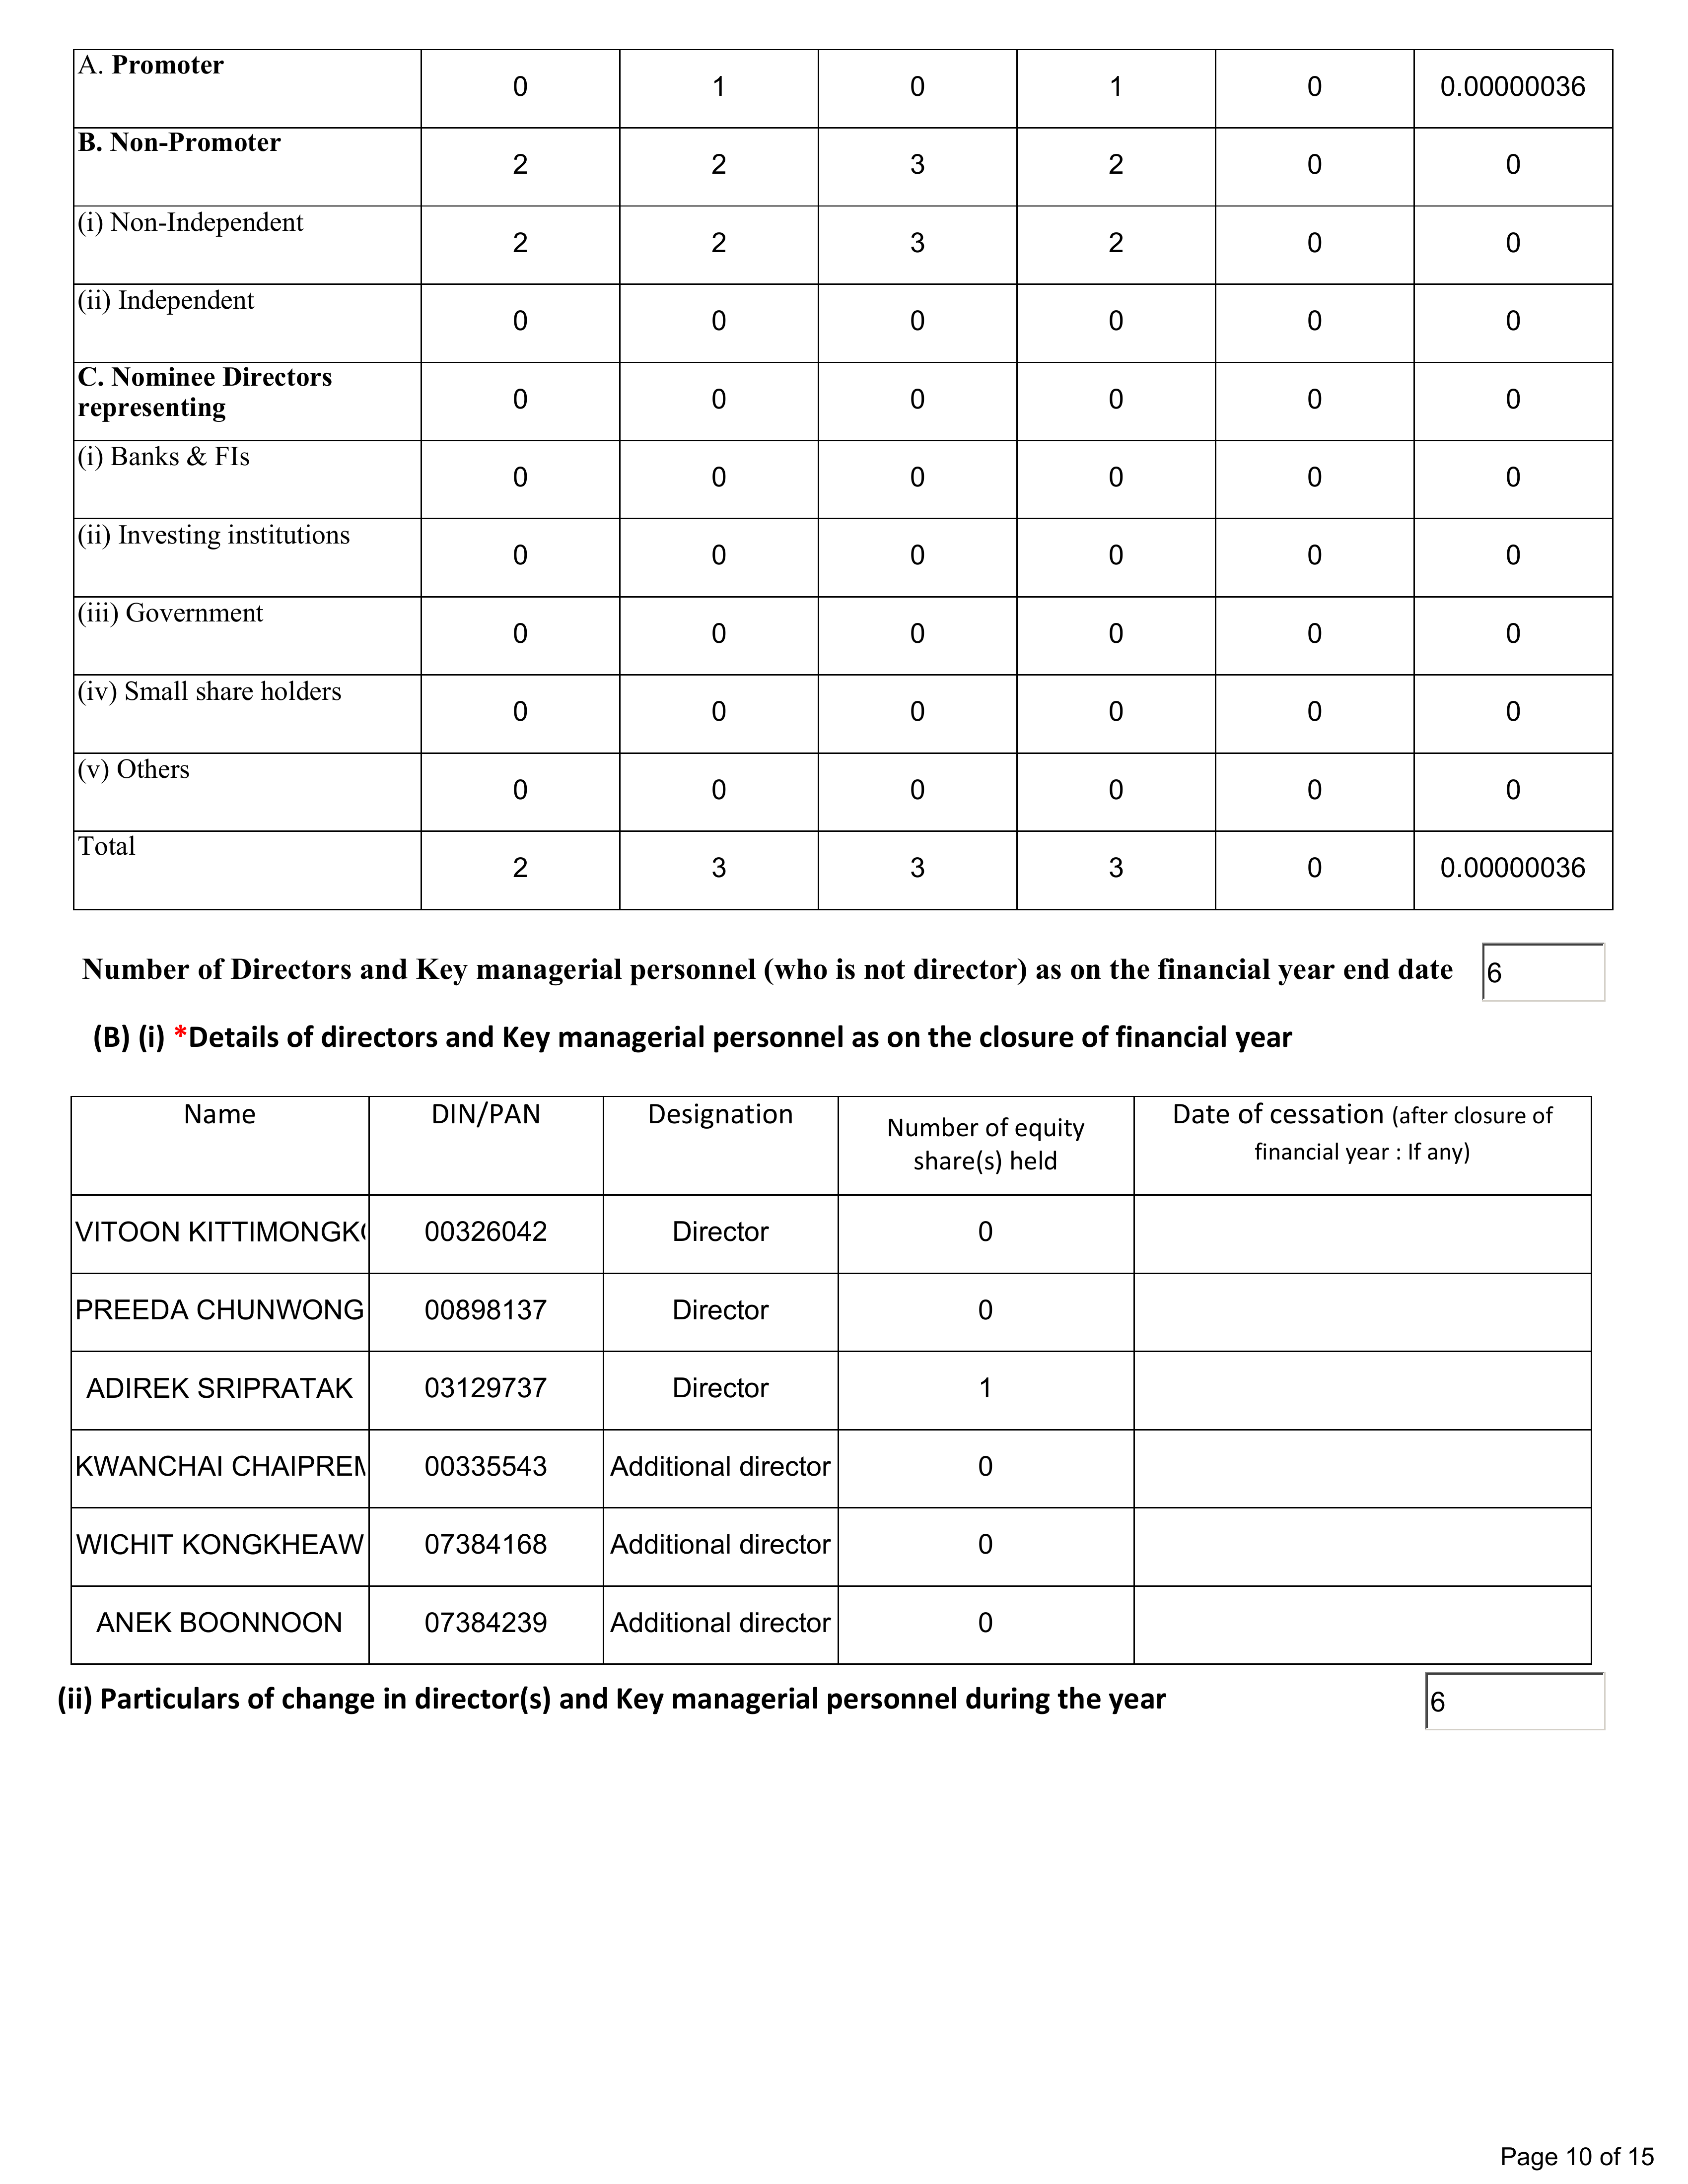 A. Promoter 0 1 0 1 0 0.00000036
B. Non-Promoter 2 2 3 2 0 0
(i) Non-Independent 2 2 3 2 0 0
(ii) Independent 0 0 0 0 0 0
C. Nominee Directors
representing 0 0 0 0 0 0
(i) Banks & FIs 0 0 0 0 0 0
(ii) Investing institutions 0 0 0 0 0 0
(iii) Government 0 0 0 0 0 0
(iv) Small share holders 0 0 0 0 0 0
(v) Others 0 0 0 0 0 0
Total 2 3 3 3 0 0.00000036
Number of Directors and Key managerial personnel (who is not director) as on the financial year end date 6
(B) (i) *Details of directors and Key managerial personnel as on the closure of financial year
Name DIN/PAN Designation Number of equity share(s) held Date of cessation (after closure of financial year : If any)
VITOON 00326042 Director 0
PREEDA CHUNWONG 00898137 Director 0
ADIREK SRIPRATAK 03129737 Director 1
KWANCHAI 00335543 Additional director 0
WICHIT KONGKHEAW 07384168 Additional director 0
ANEK BOONNOON 07384239 Additional director 0
(ii) Particulars of change in director(s) and Key managerial personnel during the year 6
Page 10 of 15